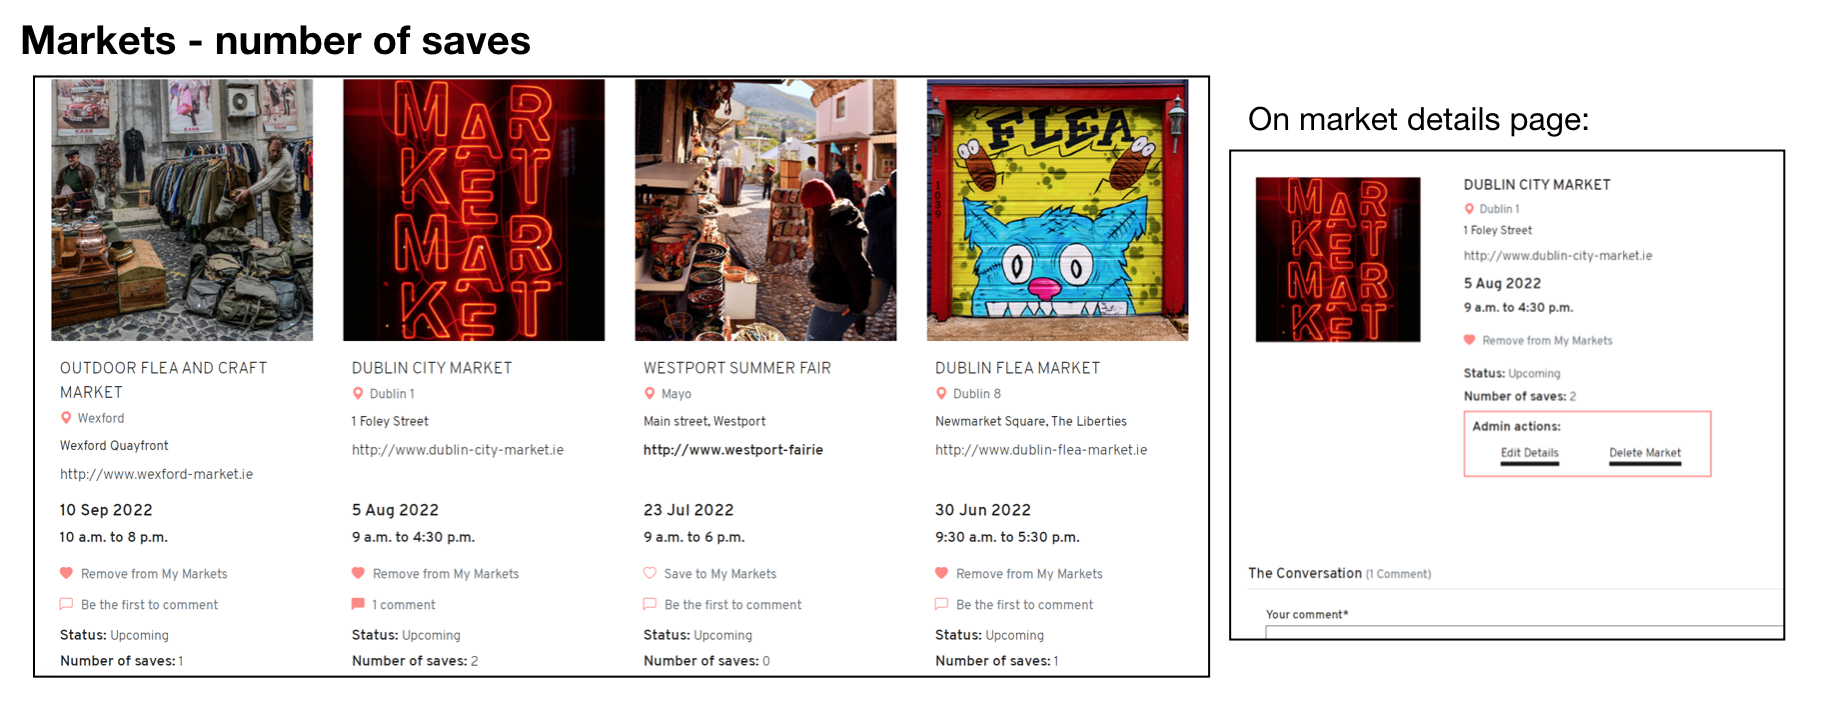 Markets - number of saves
MAR
KET
MAR
KET
FLEA
1039
OUTDOOR FLEA AND CRAFT
MARKET
Wexford
Wexford Quayfront
http://www.wexford-market.ie
10 Sep 2022
10 a.m. to 8 p.m.
Remove from My Markets
Be the first to comment
Status: Upcoming
Number of saves: 1
DUBLIN CITY MARKET
Dublin 1
1 Foley Street
http://www.dublin-city-market.ie
5 Aug 2022
9 a.m. to 4:30 p.m.
Remove from My Markets
1 comment
Status: Upcoming
Number of saves: 2
WESTPORT SUMMER FAIR
Mayo
Main street, Westport
http://www.westport-fairie
23 Jul 2022
9 a.m. to 6 p.m.
Save to My Markets
Be the first to comment
Status: Upcoming
Number of saves: 0
DUBLIN FLEA MARKET
Dublin 8
Newmarket Square, The Liberties
http://www.dublin-flea-market.ie
30 Jun 2022
9:30 a.m. to 5:30 p.m.
Remove from My Markets
Be the first to comment
Status: Upcoming
Number of saves: 1
On market details page:
MAR
KET
MAR
KET
DUBLIN CITY MARKET
Dublin 1
1 Foley Street
http://www.dublin-city-market.ie
5 Aug 2022
9 a.m. to 4:30 p.m.
Remove from My Markets
Status: Upcoming
Number of saves: 2
Admin actions:
Edit Details Delete Market
The Conversation (1 Comment)
Your comment*